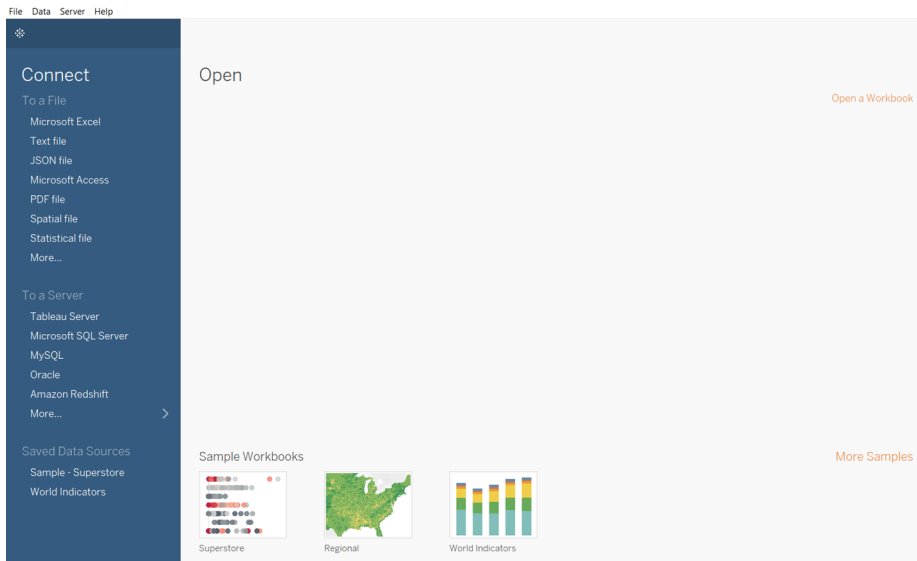 File Data Server Help
Connect
To a File
Microsoft Excel
Text file
JSON file
Microsoft Access
PDF file
Spatial file
Statistical file
More...
To a Server
Tableau Server
Microsoft SQL Server
MySQL
Oracle
Amazon Redshift
More...
Saved Data Sources
Sample - Superstore
World Indicators
Open
Open a Workbook
Sample Workbooks
More Samples
Superstore
Regional
World Indicators